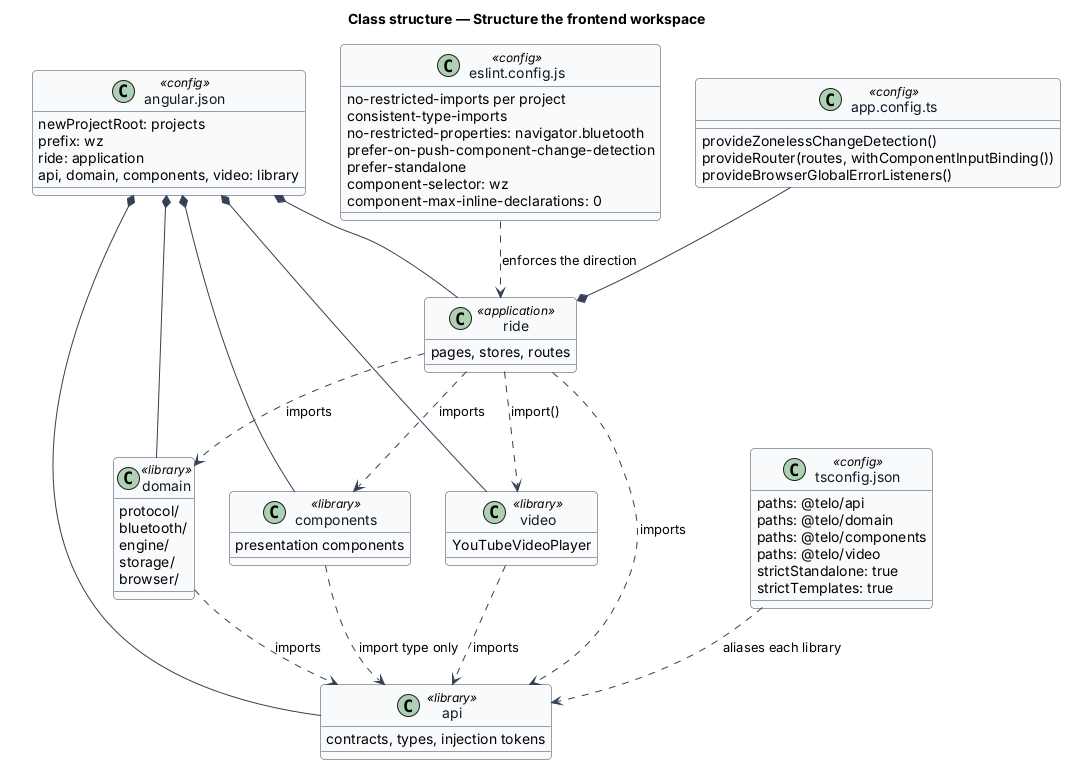 Class structure — Structure the frontend workspace
C
«config»
angular.json
newProjectRoot: projects
prefix: wz
ride: application
api, domain, components, video: library
C
«config»
eslint.config.js
no-restricted-imports per project
consistent-type-imports
no-restricted-properties: navigator.bluetooth
prefer-on-push-component-change-detection
prefer-standalone
component-selector: wz
component-max-inline-declarations: 0
C
«config»
app.config.ts
provideZonelessChangeDetection()
provideRouter(routes, withComponentInputBinding())
provideBrowserGlobalErrorListeners()
enforces the direction
C
«application»
ride
pages, stores, routes
imports
imports
import()
imports
C
«library»
domain
protocol/
bluetooth/
engine/
storage/
browser/
C
«library»
components
presentation components
C
«library»
video
YouTubeVideoPlayer
C
«config»
tsconfig.json
paths: @telo/api
paths: @telo/domain
paths: @telo/components
paths: @telo/video
strictStandalone: true
strictTemplates: true
imports
import type only
imports
aliases each library
C
«library»
api
contracts, types, injection tokens